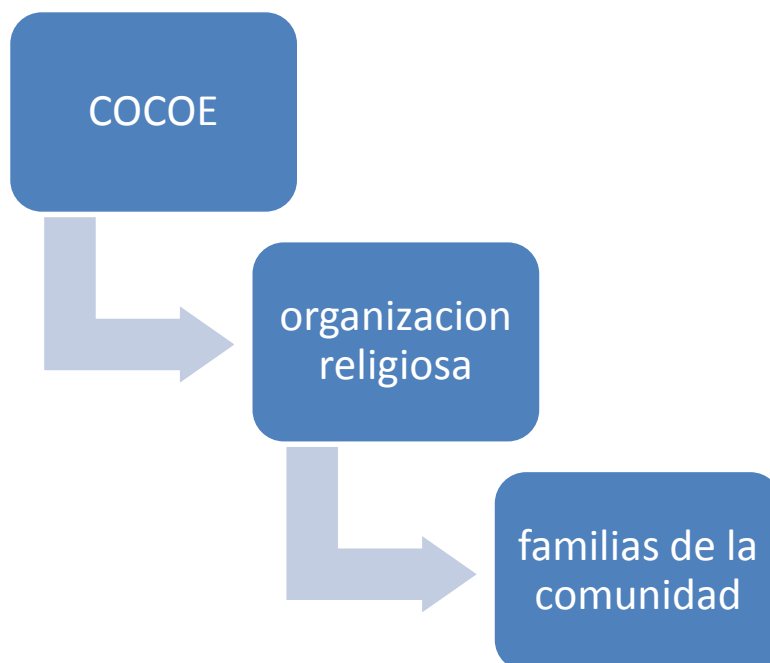 COCOE
organizacion
religiosa
familias de la
comunidad